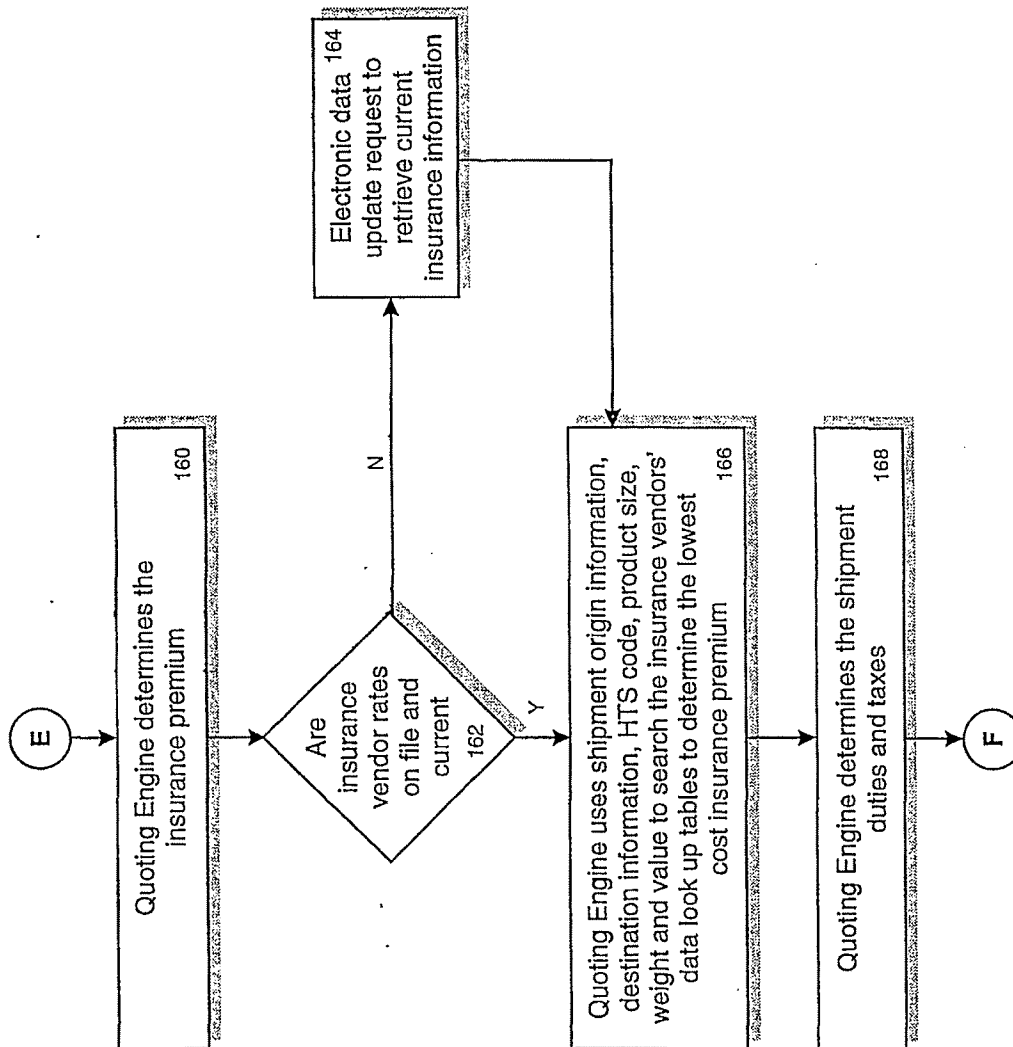 E
Quoting Engine determines the
insurance premium
160
Are
insurance
vendor rates
on file and
current
162
N
Y
Electronic data
164
update request to
retrieve current
insurance information
Quoting Engine uses shipment origin information,
destination information, HTS code, product size,
weight and value to search the insurance vendors'
data look up tables to determine the lowest
cost insurance premium
166
Quoting Engine determines the shipment
duties and taxes
168
F